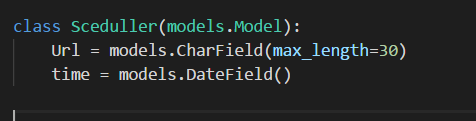 class Sceduller(models.Model):
    Url = models.CharField(max_length=30)
    time = models.DateField()